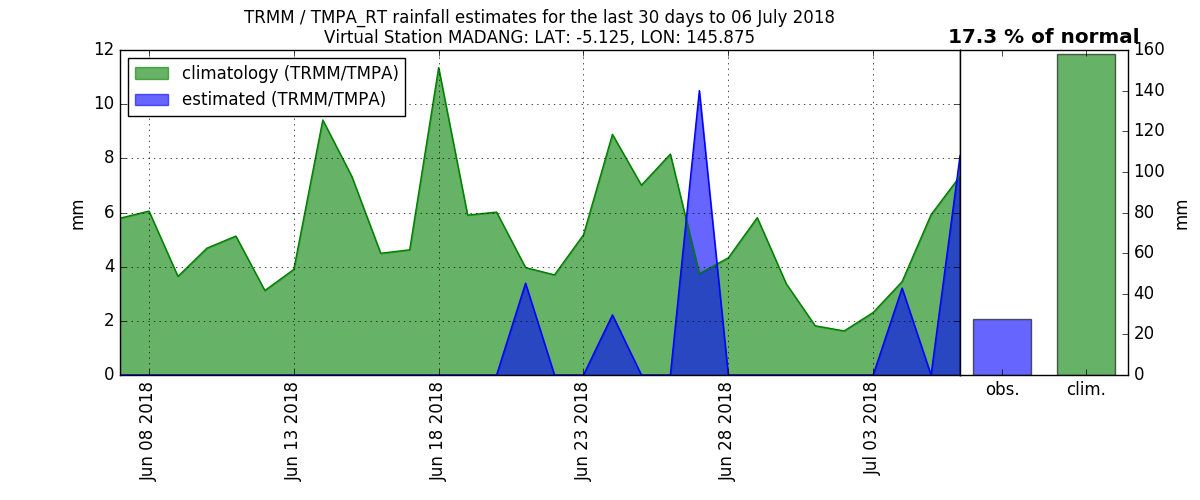 TRMM / TMPA_RT rainfall estimates for the last 30 days to 06 July 2018
Virtual Station MADANG: LAT: -5.125, LON: 145.875
17.3 % of normal
climatology (TRMM/TMPA)
estimated (TRMM/TMPA)
12
10
8
6
4
2
0
mm
Jun 08 2018
Jun 13 2018
Jun 18 2018
Jun 23 2018
Jun 28 2018
Jul 03 2018
160
140
120
100
80
60
40
20
0
mm
obs.
clim.